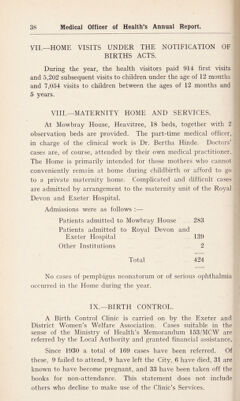 38 Medical Officer of Health's Annual Report.
VII.—HOME VISITS UNDER THE NOTIFICATION OF
BIRTHS ACTS.
During the year, the health visitors paid 914 first visits
and 5,202 subsequent visits to children under the age of 12 months
and 7,054 visits to children between the ages of 12 months and
5 years.
VIII.—MATERNITY HOME AND SERVICES.
At Mowbray House, Heavitree, 18 beds, together with 2
observation beds are provided. The part-time medical officer,
in charge of the clinical work is Dr. Bertha Hinde. Doctors'
cases are, of course, attended by their own medical practitioner.
The Home is primarily intended for those mothers who cannot
conveniently remain at home during childbirth or afford to go
to a private maternity home. Complicated and difficult cases
are admitted by arrangement to the maternity unit of the Royal
Devon and Exeter Hospital.
Admissions were as follows :—
Patients admitted to Mowbray House ... 283
Patients admitted to Royal Devon and
Exeter Hospital ... 139
Other Institutions ... 2
Total ... 424
No cases of pemphigus neonatorum or of serious ophthalmia
occurred in the Home during the year.
IX.—BIRTH CONTROL.
A Birth Control Clinic is carried on by the Exeter and
District Women's Welfare Association. Cases suitable in the
sense of the Ministry of Health's Memorandum 153/MCW are
referred by the Local Authority and granted financial assistance.
Since 1930 a total of 169 cases have been referred. Of
these, 9 failed to attend, 9 have left the City, 6 have died, 31 are
known to have become pregnant, and 33 have been taken off the
books for non-attendance. This statement does not include
others who decline to make use of the Clinic's Services.